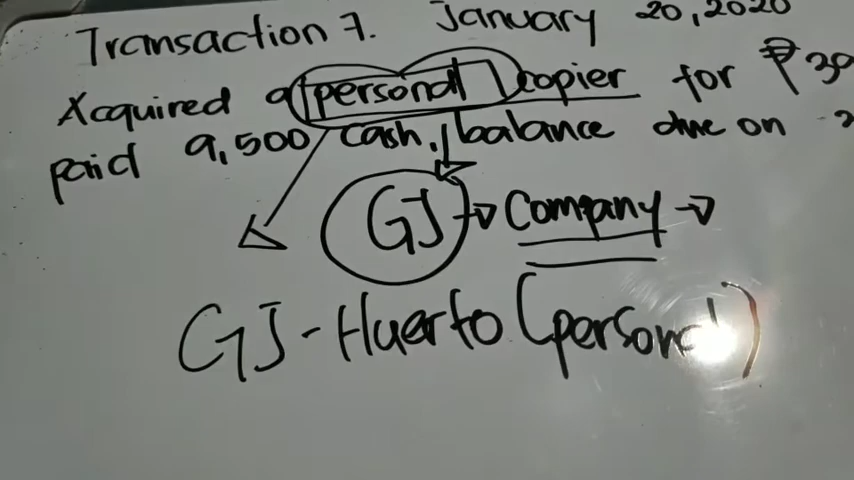 Transaction 7. January 20, 2020
Acquired a personal copier for ₱
paid 9,500 cash, balance due on
GJ → Company →
GJ - Huerto (personal)